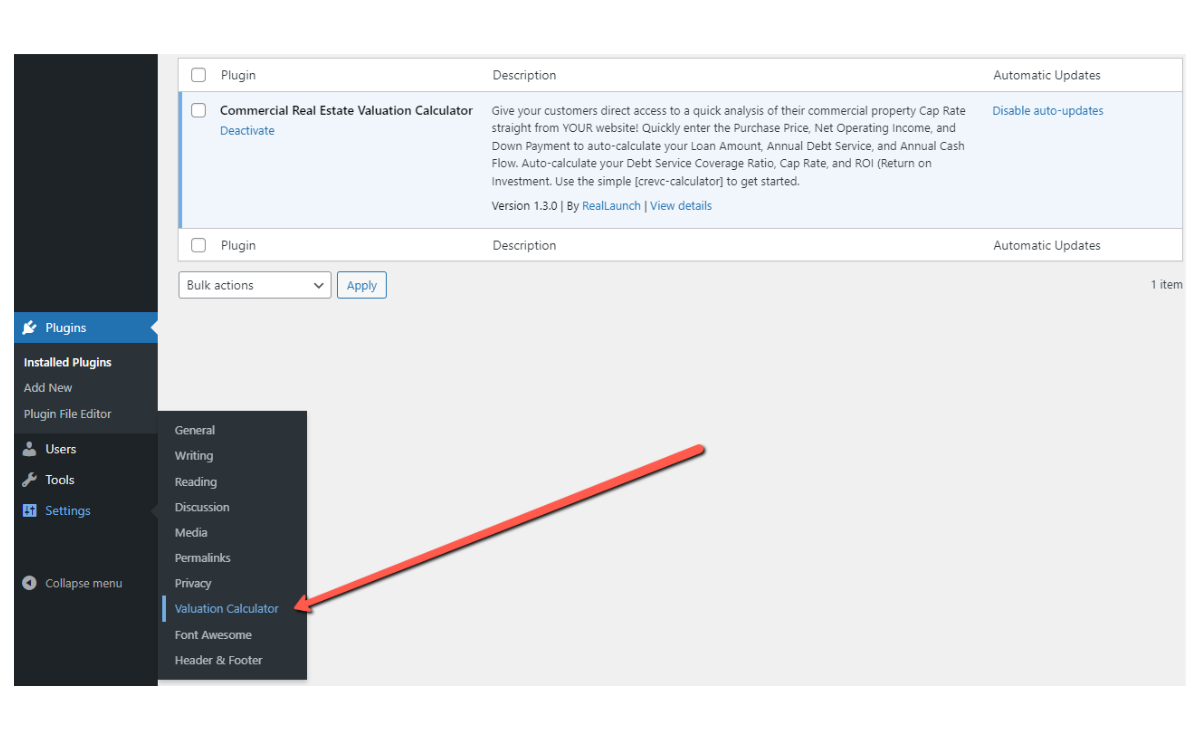 Plugin Description Automatic Updates
Commercial Real Estate Valuation Calculator
Deactivate
Give your customers direct access to a quick analysis of their commercial property Cap Rate
straight from YOUR website! Quickly enter the Purchase Price, Net Operating Income, and
Down Payment to auto-calculate your Loan Amount, Annual Debt Service, and Annual Cash
Flow. Auto-calculate your Debt Service Coverage Ratio, Cap Rate, and ROI (Return on
Investment. Use the simple [crevc-calculator] to get started.
Version 1.3.0 | By RealLaunch | View details
Disable auto-updates
Plugin Description Automatic Updates
Bulk actions Apply 1 item
Plugins
Installed Plugins
Add New
Plugin File Editor
Users
Tools
Settings
Collapse menu
General
Writing
Reading
Discussion
Media
Permalinks
Privacy
Valuation Calculator
Font Awesome
Header & Footer